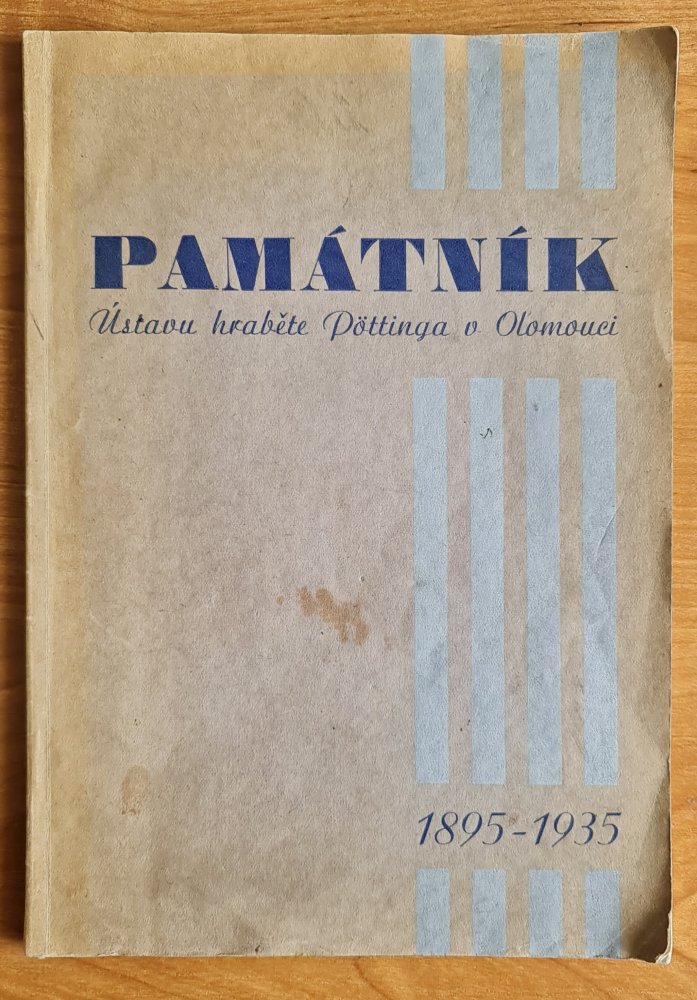 PAMÁTNÍK
Ústavu hraběte Pöttinga v Olomouci
1895-1935